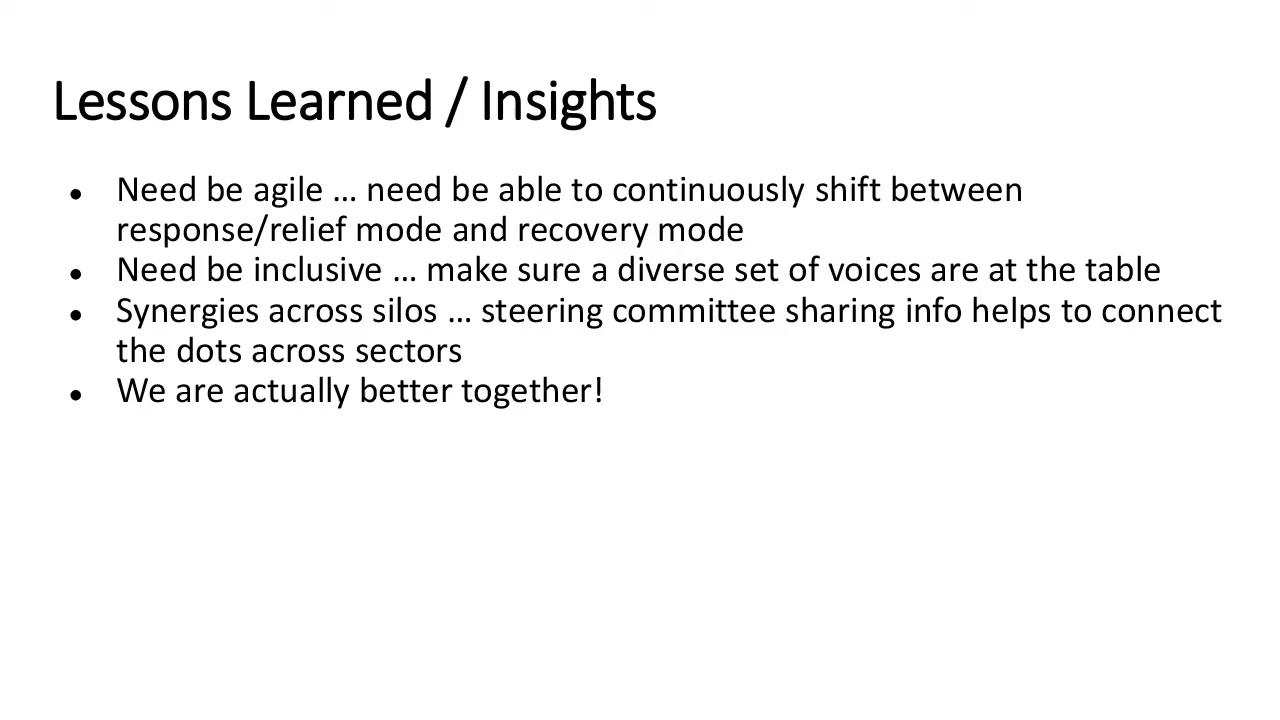 Lessons Learned / Insights
● Need be agile … need be able to continuously shift between
response/relief mode and recovery mode
● Need be inclusive … make sure a diverse set of voices are at the table
● Synergies across silos … steering committee sharing info helps to connect
the dots across sectors
● We are actually better together!